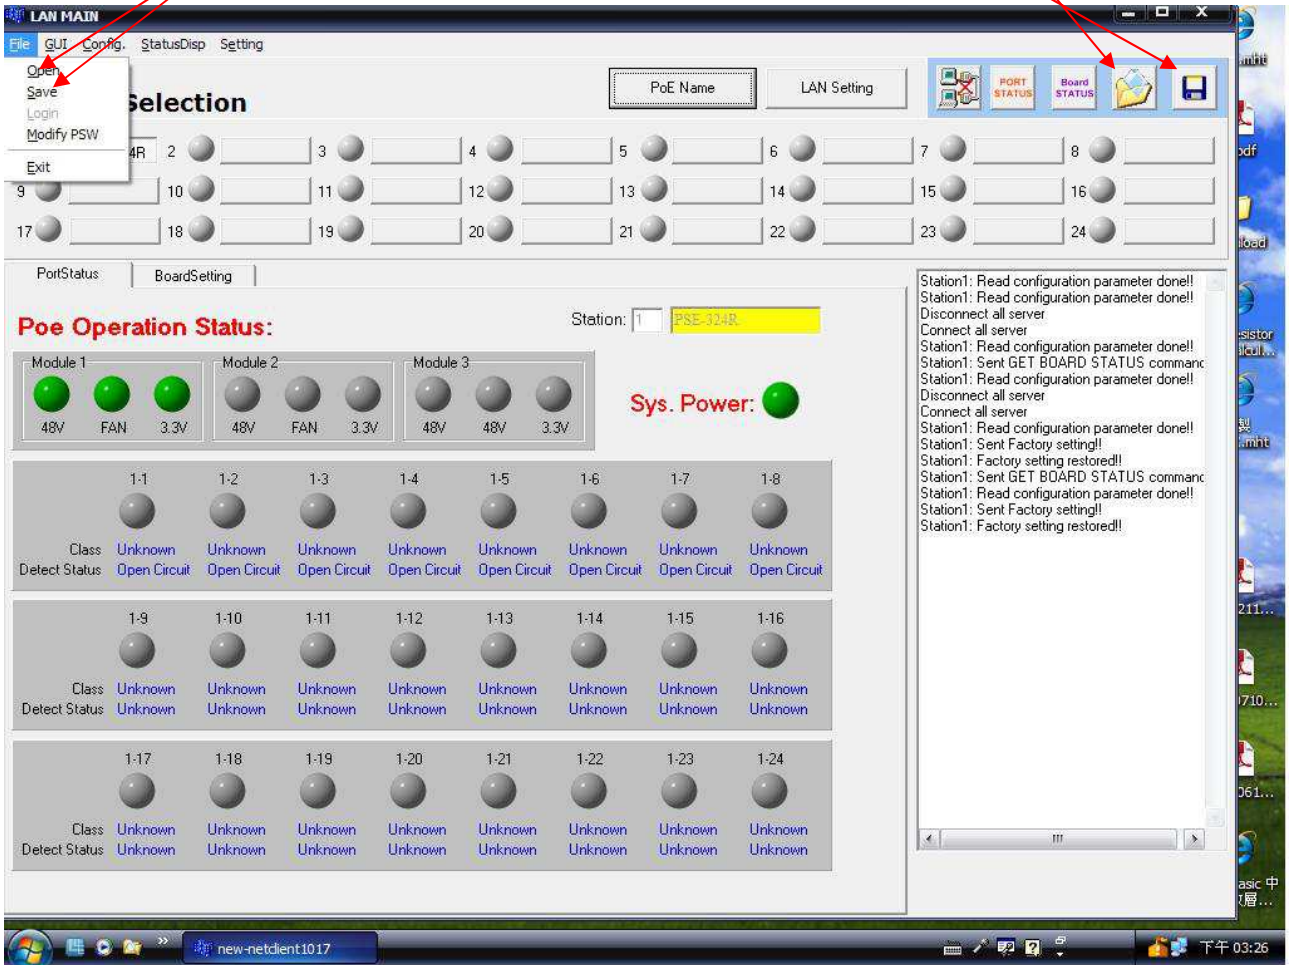 LAN MAIN
File GUI Config. StatusDisp Setting
Open
Save
Login
Modify PSW
Exit
Selection
PoE Name LAN Setting PORT STATUS Board STATUS
4R 2 3 4 5 6 7 8
9 10 11 12 13 14 15 16
17 18 19 20 21 22 23 24
PortStatus BoardSetting
Poe Operation Status:
Station: 1 PSE-324R
Module 1 Module 2 Module 3
48V FAN 3.3V 48V FAN 3.3V 48V 48V 3.3V
Sys. Power:
1-1 1-2 1-3 1-4 1-5 1-6 1-7 1-8
Class Unknown Unknown Unknown Unknown Unknown Unknown Unknown Unknown
Detect Status Open Circuit Open Circuit Open Circuit Open Circuit Open Circuit Open Circuit Open Circuit Open Circuit
1-9 1-10 1-11 1-12 1-13 1-14 1-15 1-16
Class Unknown Unknown Unknown Unknown Unknown Unknown Unknown Unknown
Detect Status Unknown Unknown Unknown Unknown Unknown Unknown Unknown Unknown
1-17 1-18 1-19 1-20 1-21 1-22 1-23 1-24
Class Unknown Unknown Unknown Unknown Unknown Unknown Unknown Unknown
Detect Status Unknown Unknown Unknown Unknown Unknown Unknown Unknown Unknown
Station1: Read configuration parameter done!!
Station1: Read configuration parameter done!!
Disconnect all server
Connect all server
Station1: Read configuration parameter done!!
Station1: Sent GET BOARD STATUS command
Station1: Read configuration parameter done!!
Disconnect all server
Connect all server
Station1: Read configuration parameter done!!
Station1: Sent Factory setting!!
Station1: Factory setting restored!!
Station1: Sent GET BOARD STATUS command
Station1: Read configuration parameter done!!
Station1: Sent Factory setting!!
Station1: Factory setting restored!!
.mht
211...
710...
061...
asic 中
new-netclient1017
下午 03:26